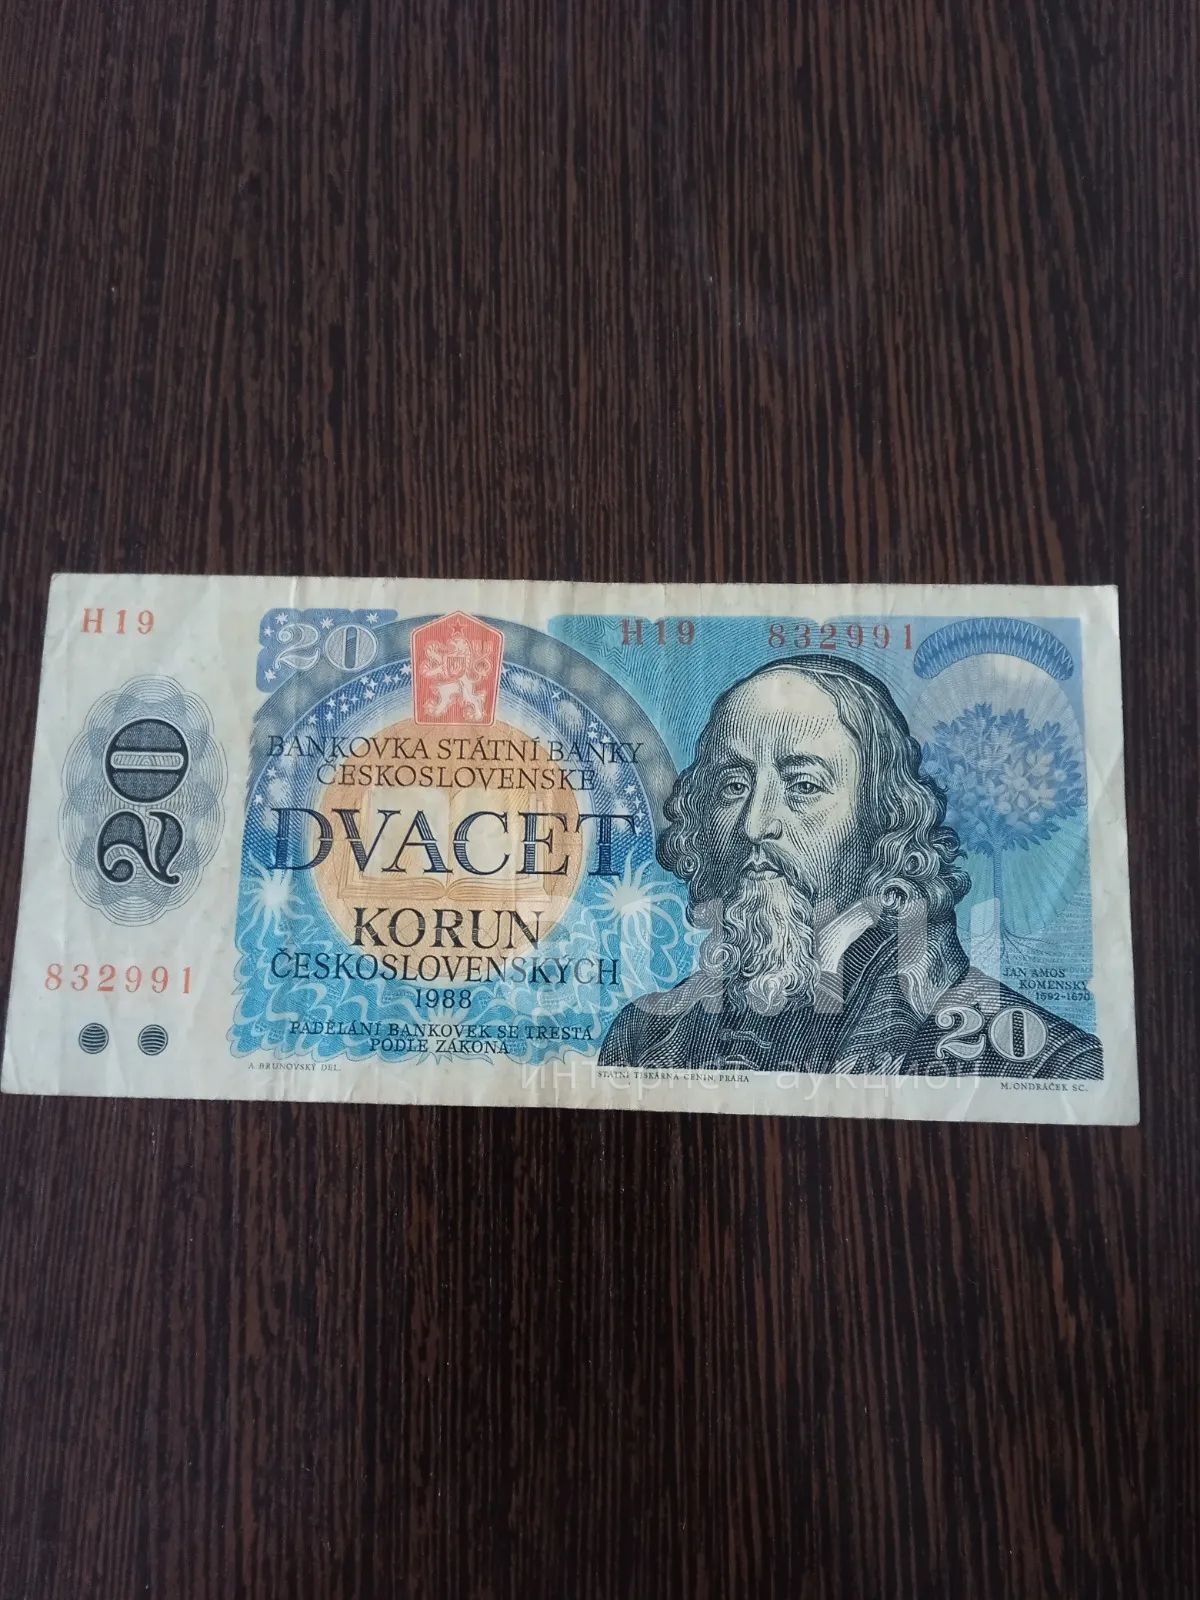 H19
20
H19 832991
20
BANKOVKA STÁTNÍ BANKY
ČESKOSLOVENSKÉ
DVACET
KORUN
ČESKOSLOVENSKÝCH
1988
PADĚLÁNÍ BANKOVEK SE TRESTÁ
PODLE ZÁKONA
832991
JAN AMOS
KOMENSKÝ
1592-1670
20
A. BRUNOVSKÝ DEL.
STÁTNÍ TISKÁRNA CENIN, PRAHA
M. ONDRÁČEK SC.
интернет-аукцион